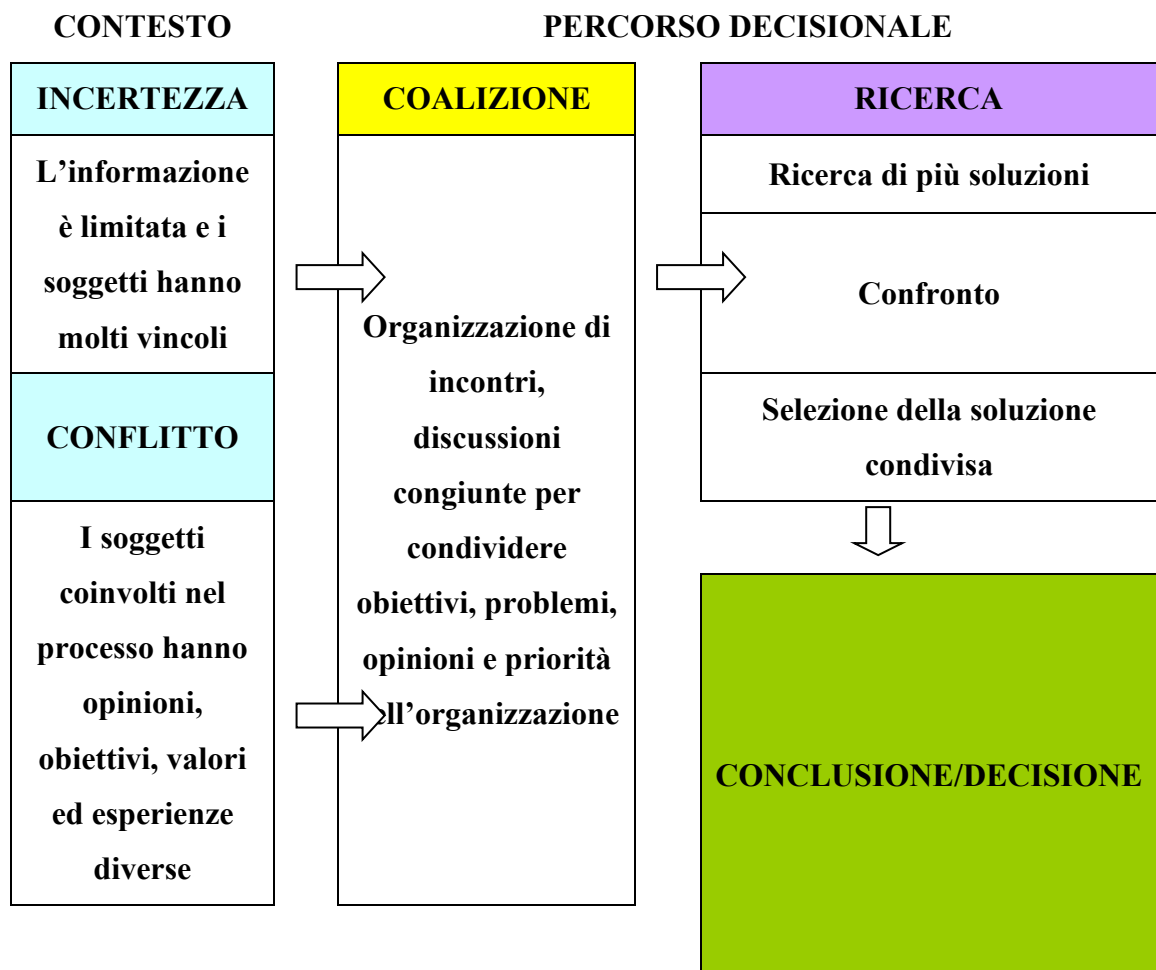 CONTESTO
PERCORSO DECISIONALE
INCERTEZZA
L’informazione
è limitata e i
soggetti hanno
molti vincoli
CONFLITTO
I soggetti
coinvolti nel
processo hanno
opinioni,
obiettivi, valori
ed esperienze
diverse
COALIZIONE
Organizzazione di
incontri,
discussioni
congiunte per
condividere
obiettivi, problemi,
opinioni e priorità
ell’organizzazione
RICERCA
Ricerca di più soluzioni
Confronto
Selezione della soluzione
condivisa
CONCLUSIONE/DECISIONE